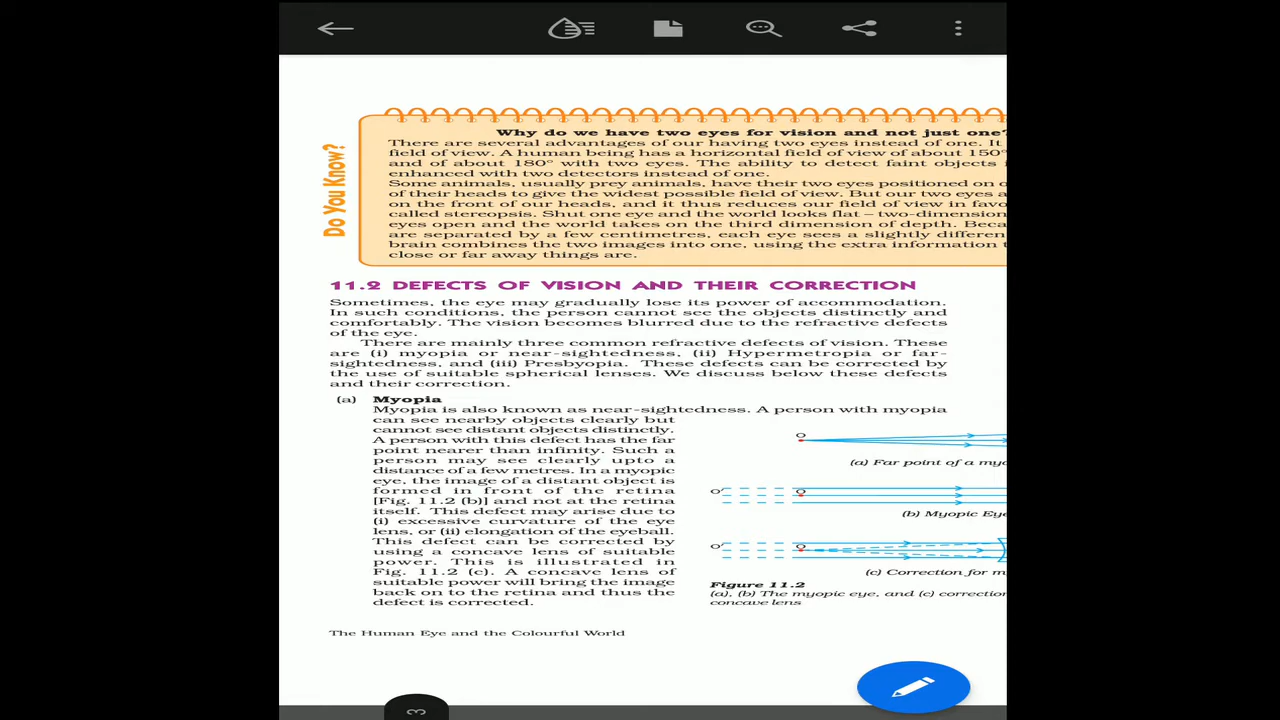 Why do we have two eyes for vision and not just one?
Do You Know?
There are several advantages of our having two eyes instead of one. It
field of view. A human being has a horizontal field of view of about 150°
and of about 180° with two eyes. The ability to detect faint objects i
enhanced with two detectors instead of one.
Some animals, usually prey animals, have their two eyes positioned on o
of their heads to give the widest possible field of view. But our two eyes a
on the front of our heads, and it thus reduces our field of view in favo
called stereopsis. Shut one eye and the world looks flat – two-dimension
eyes open and the world takes on the third dimension of depth. Beca
are separated by a few centimetres, each eye sees a slightly differen
brain combines the two images into one, using the extra information t
close or far away things are.
11.2 DEFECTS OF VISION AND THEIR CORRECTION
Sometimes, the eye may gradually lose its power of accommodation.
In such conditions, the person cannot see the objects distinctly and
comfortably. The vision becomes blurred due to the refractive defects
of the eye.
There are mainly three common refractive defects of vision. These
are (i) myopia or near-sightedness, (ii) Hypermetropia or far-
sightedness, and (iii) Presbyopia. These defects can be corrected by
the use of suitable spherical lenses. We discuss below these defects
and their correction.
(a) Myopia
Myopia is also known as near-sightedness. A person with myopia
can see nearby objects clearly but
cannot see distant objects distinctly.
A person with this defect has the far
point nearer than infinity. Such a
person may see clearly upto a
distance of a few metres. In a myopic
eye, the image of a distant object is
formed in front of the retina
[Fig. 11.2 (b)] and not at the retina
itself. This defect may arise due to
(i) excessive curvature of the eye
lens, or (ii) elongation of the eyeball.
This defect can be corrected by
using a concave lens of suitable
power. This is illustrated in
Fig. 11.2 (c). A concave lens of
suitable power will bring the image
back on to the retina and thus the
defect is corrected.
O
(a) Far point of a myo
O' O
(b) Myopic Eye
O' O
(c) Correction for m
Figure 11.2
(a), (b) The myopic eye, and (c) correction
concave lens
The Human Eye and the Colourful World
3